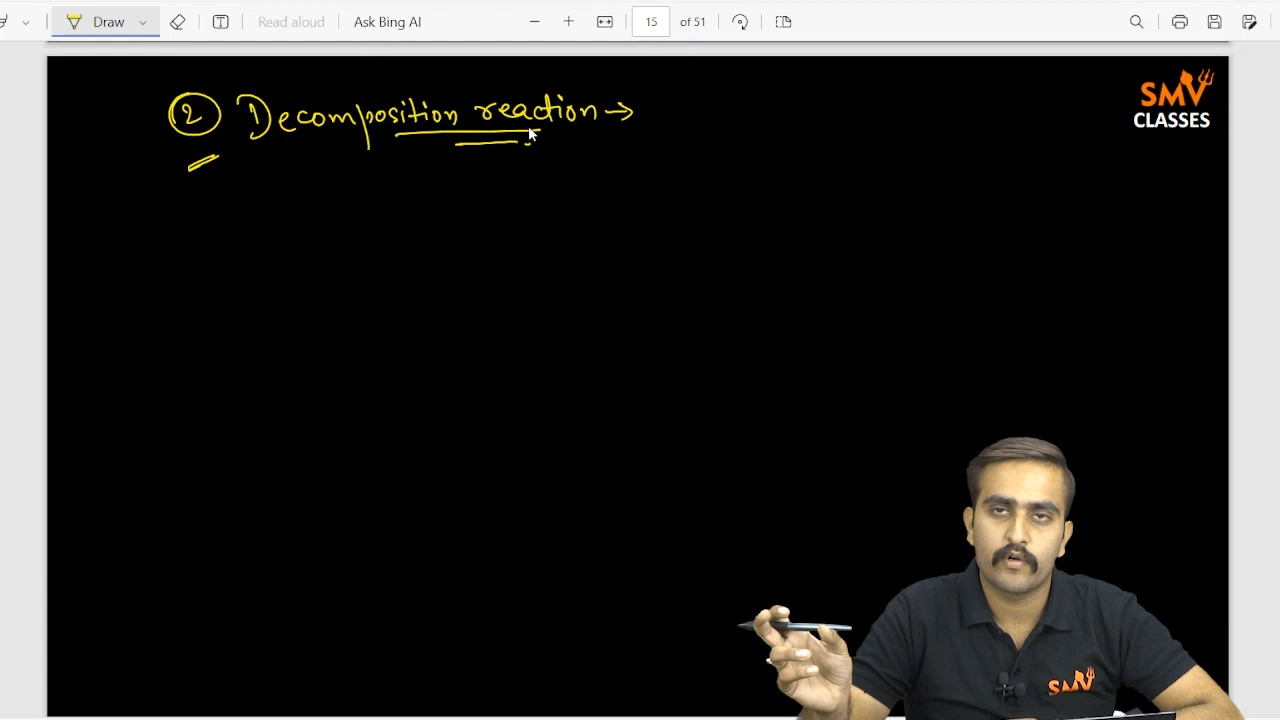 Draw
Read aloud
Ask Bing AI
15 of 51
② Decomposition reaction →
SMV
CLASSES
SMV